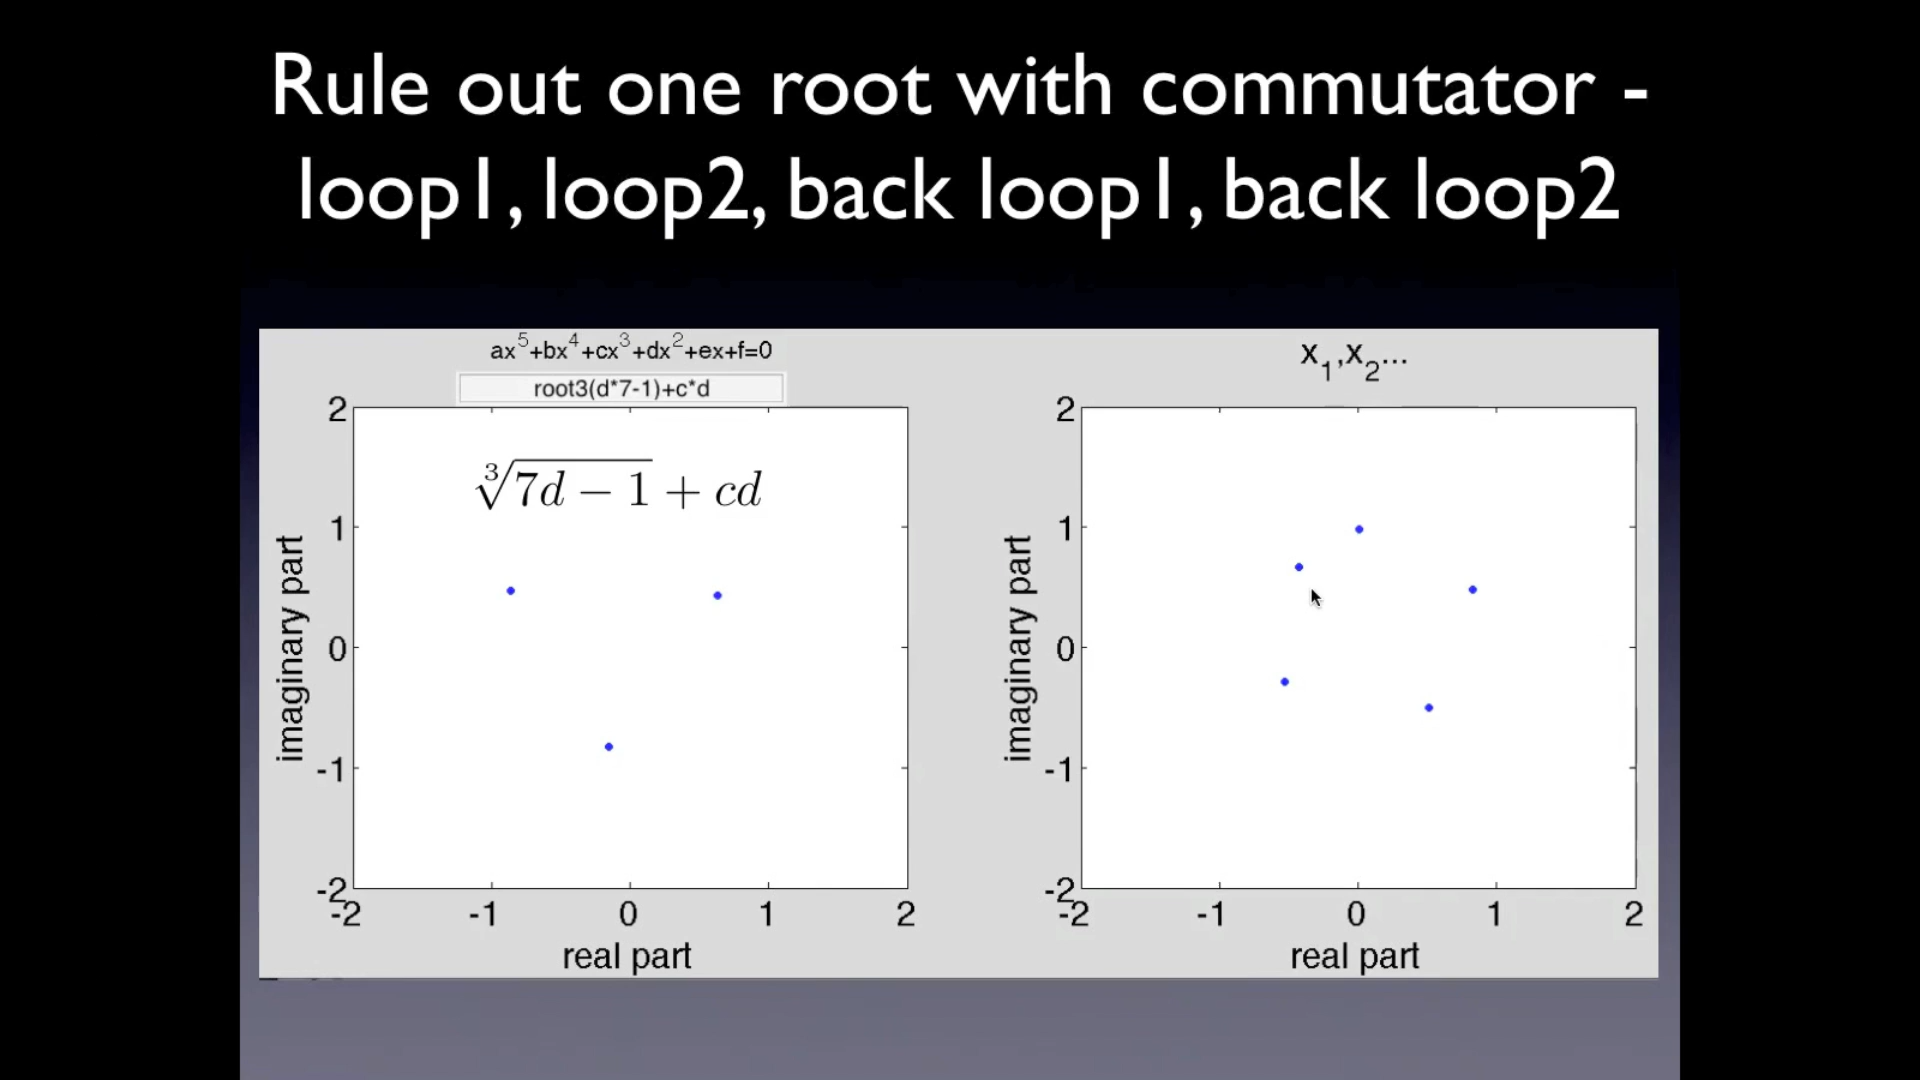 Rule out one root with commutator -
loop1, loop2, back loop1, back loop2
ax⁵+bx⁴+cx³+dx²+ex+f=0
root3(d*7-1)+c*d
∛(7d − 1) + cd
2
1
0
-1
-2
-2 -1 0 1 2
real part
imaginary part
x₁,x₂...
2
1
0
-1
-2
-2 -1 0 1 2
real part
imaginary part